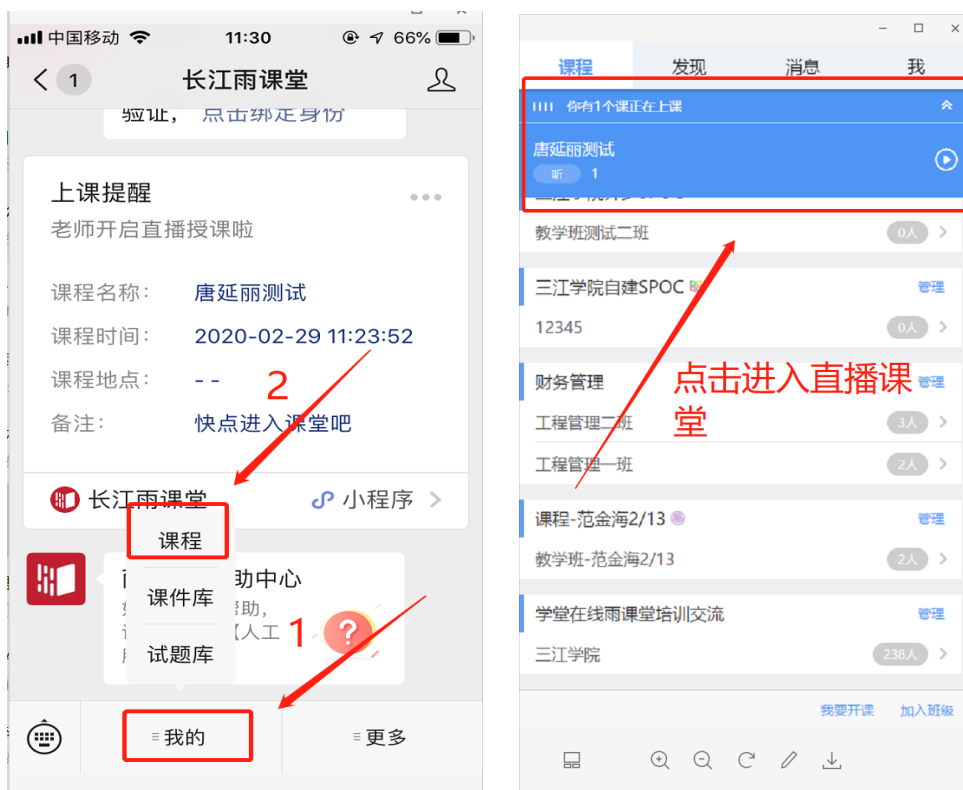 中国移动 11:30 66%
1 长江雨课堂
验证， 点击绑定身份
上课提醒
老师开启直播授课啦
课程名称： 唐延丽测试
课程时间： 2020-02-29 11:23:52
课程地点： - -
2
备注： 快点进入课堂吧
长江雨课堂 小程序
课程
助中心
课件库
帮助,
【人工
1
?
试题库
我的 更多
课程 发现 消息 我
你有1个课正在上课
唐延丽测试
听 1
教学班测试二班 0人
三江学院自建SPOC 管理
12345 0人
点击进入直播课
堂
财务管理 管理
工程管理二班 3人
工程管理一班 2人
课程-范金海2/13 管理
教学班-范金海2/13 2人
学堂在线雨课堂培训交流 管理
三江学院 238人
我要开课 加入班级